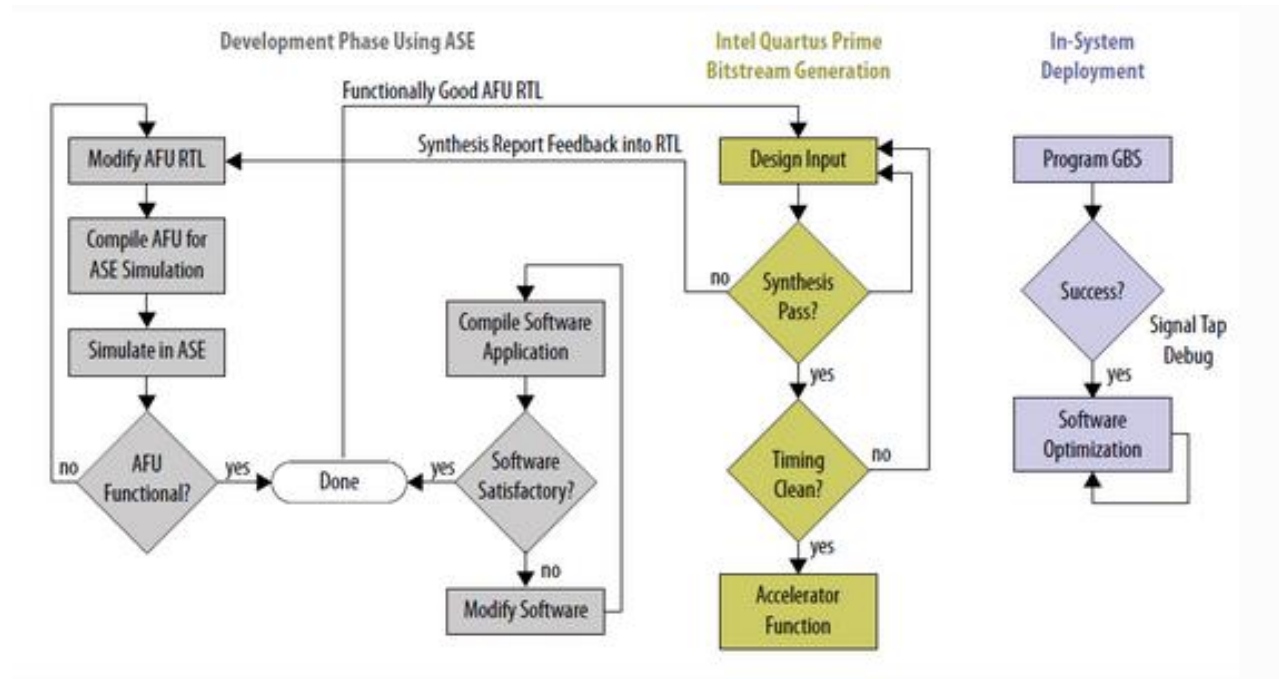 Development Phase Using ASE
Intel Quartus Prime
Bitstream Generation
In-System
Deployment
Functionally Good AFU RTL
Synthesis Report Feedback into RTL
Modify AFU RTL
Compile AFU for
ASE Simulation
Simulate in ASE
AFU
Functional?
no
yes
Done
Compile Software
Application
yes
Software
Satisfactory?
no
Modify Software
Design Input
no
Synthesis
Pass?
yes
Timing
Clean?
no
yes
Accelerator
Function
Program GBS
Success?
Signal Tap
Debug
yes
Software
Optimization